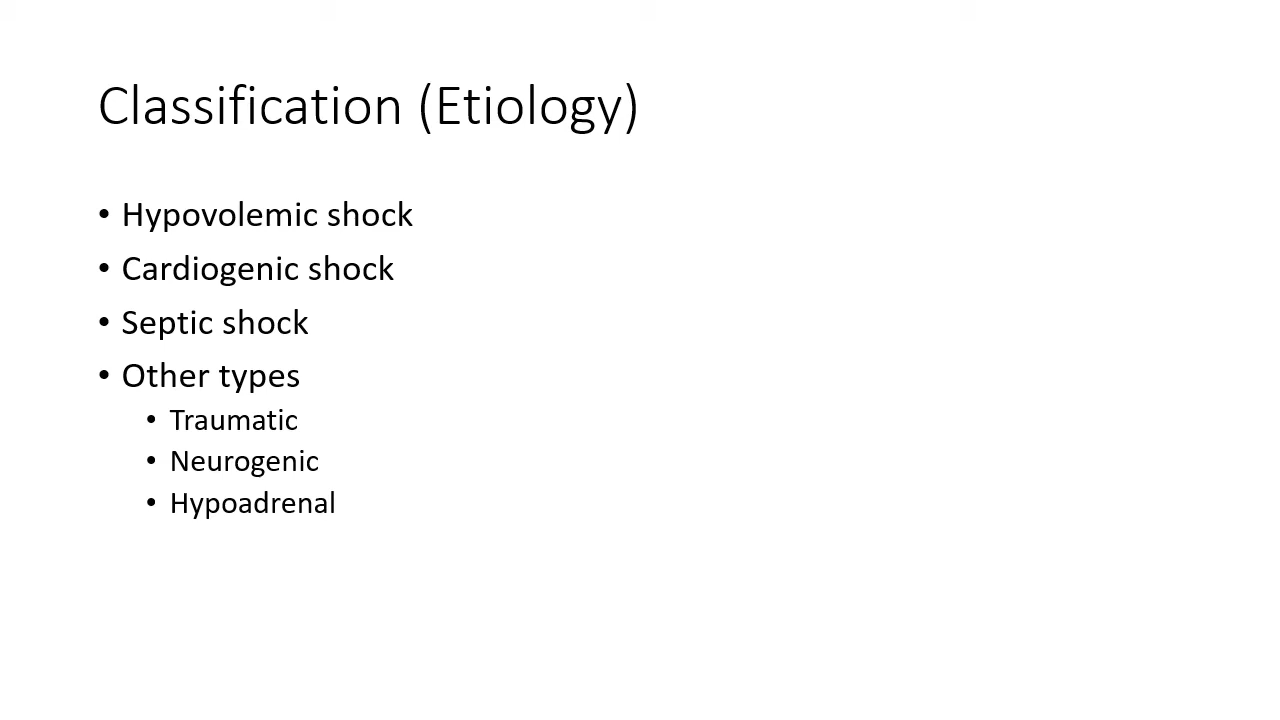 Classification (Etiology)
• Hypovolemic shock
• Cardiogenic shock
• Septic shock
• Other types
• Traumatic
• Neurogenic
• Hypoadrenal